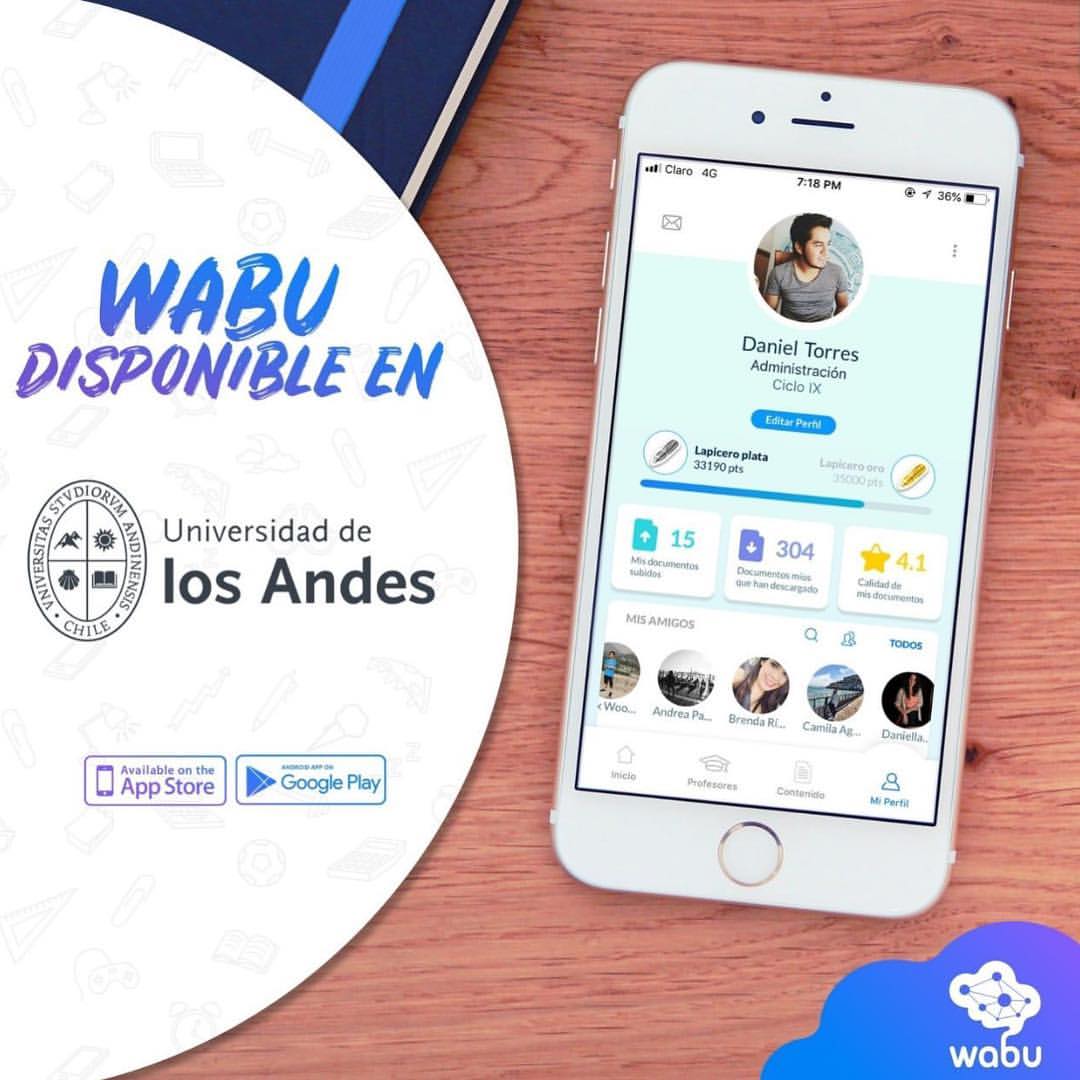 WABU
DISPONIBLE EN
VNIVERSITAS STVDIORVM ANDINENSIS
• CHILE •
Universidad de
los Andes
Available on the
App Store
ANDROID APP ON
Google Play
Claro 4G
7:18 PM
36%
Daniel Torres
Administración
Ciclo IX
Editar Perfil
Lapicero plata
33190 pts
Lapicero oro
35000 pts
15
Mis documentos
subidos
304
Documentos míos
que han descargado
4.1
Calidad de
mis documentos
MIS AMIGOS
TODOS
Woo...
Andrea Pa...
Brenda Rí...
Camila Ag...
Daniella...
Inicio
Profesores
Contenido
Mi Perfil
wabu